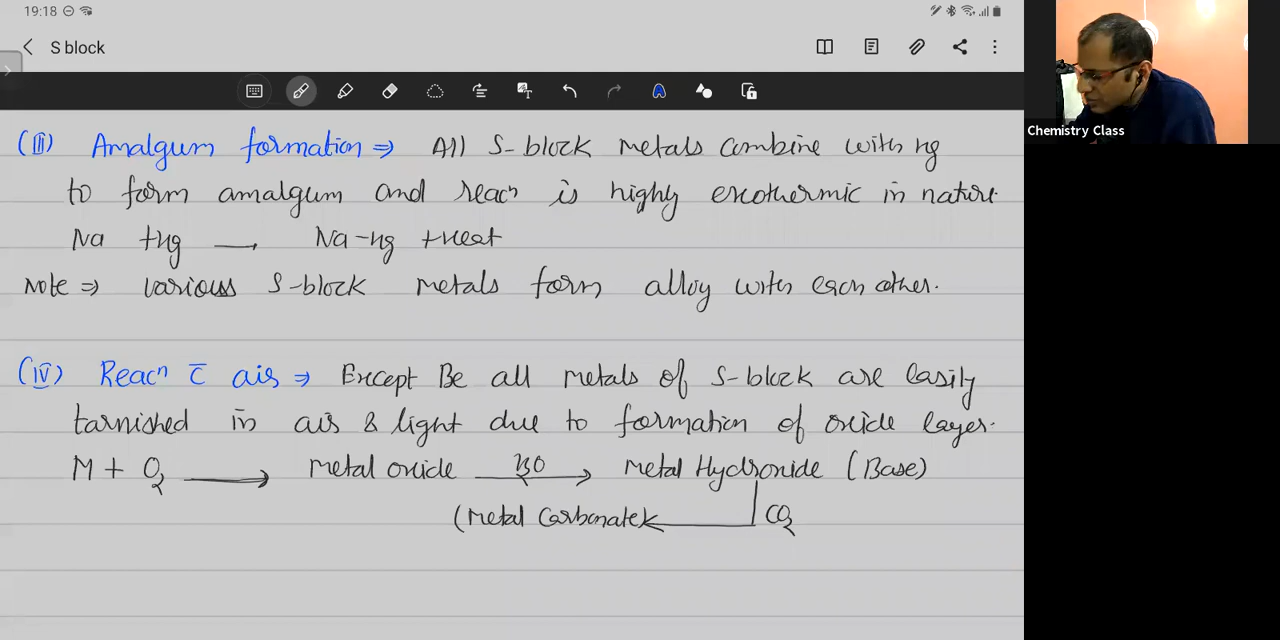 19:18
S block
Chemistry Class
(III) Amalgum formation ⇒ All S-block metals combine with Hg
to form amalgum and reacn is highly exothermic in nature.
Na + Hg → Na-Hg + Heat
Note ⇒ various S-block metals form alloy with each other.
(IV) Reacn c̄ air ⇒ Except Be all metals of S-block are easily
tarnished in air & light due to formation of oxide layer.
M + O2 → Metal oxide H2O → Metal Hydroxide (Base)
(Metal Carbonate ← CO2